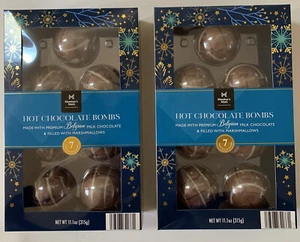 Member's Mark
HOT CHOCOLATE BOMBS
MADE WITH PREMIUM Belgian MILK CHOCOLATE
& FILLED WITH MARSHMALLOWS
7
NET WT 11.1oz (315g)
Member's Mark
HOT CHOCOLATE BOMBS
MADE WITH PREMIUM Belgian MILK CHOCOLATE
& FILLED WITH MARSHMALLOWS
7
NET WT 11.1oz (315g)